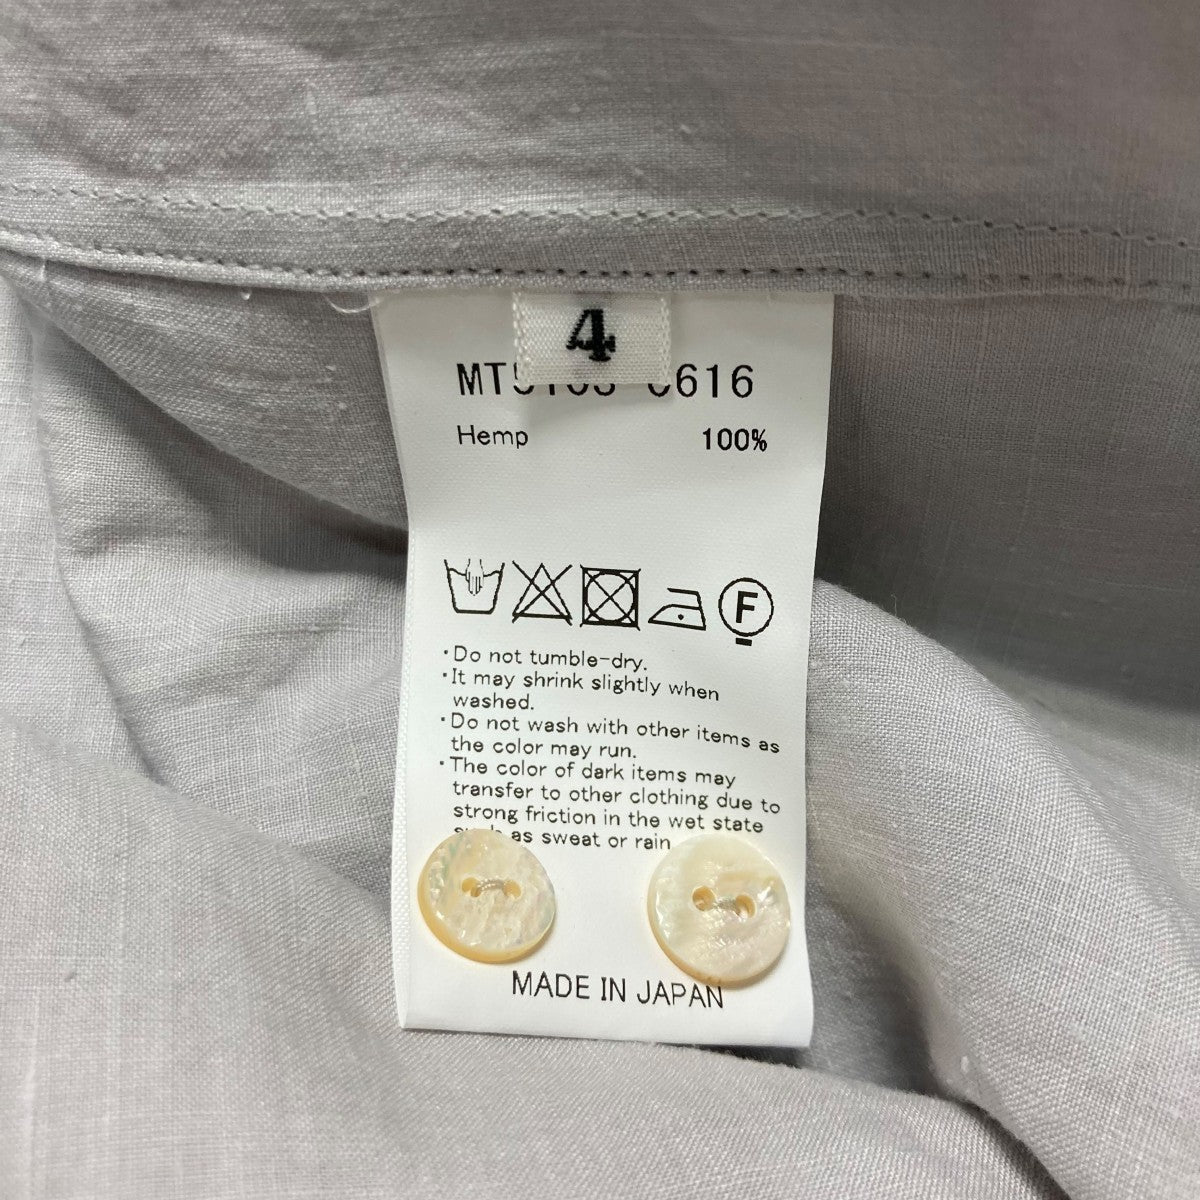 4
0616
Hemp 100%
F
・Do not tumble-dry.
・It may shrink slightly when
washed.
・Do not wash with other items as
the color may run.
・The color of dark items may
transfer to other clothing due to
strong friction in the wet state
such as sweat or rain
MADE IN JAPAN